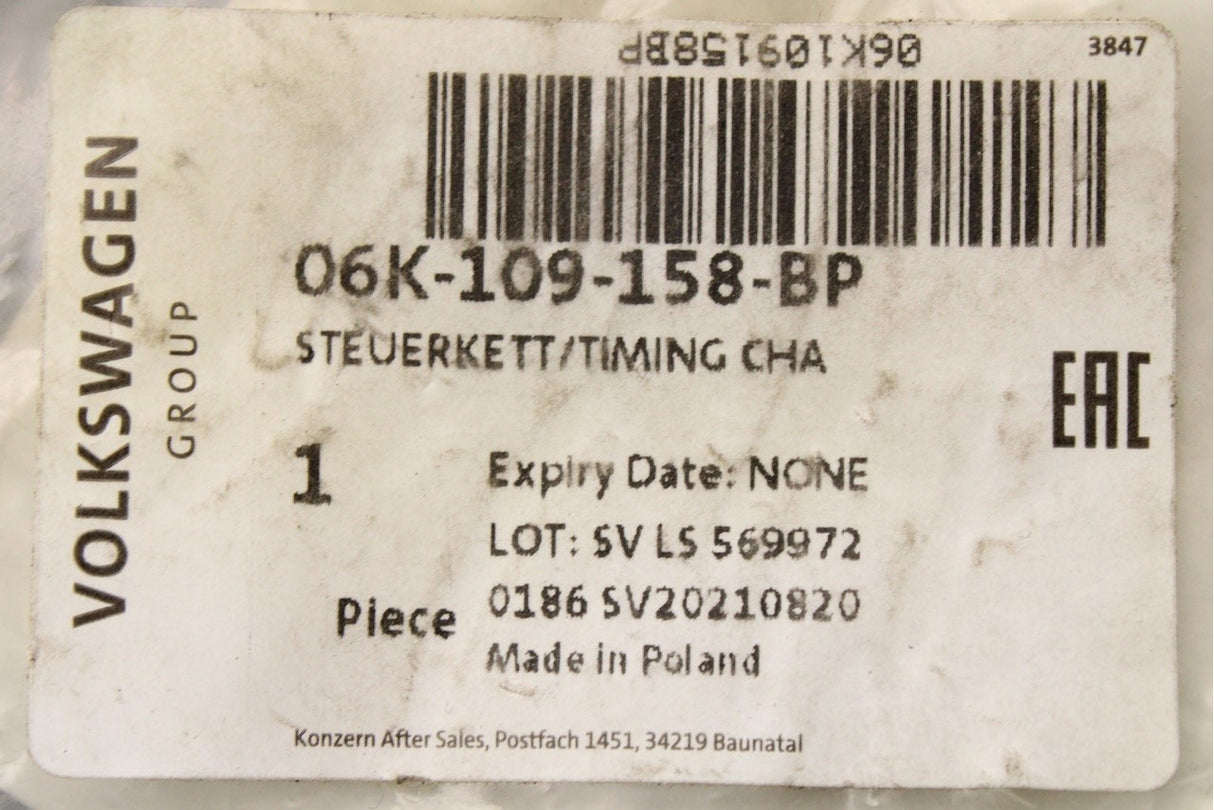 VOLKSWAGEN
GROUP
06K109158BP
3847
06K-109-158-BP
STEUERKETT/TIMING CHA
EAC
1
Expiry Date: NONE
LOT: SV LS 569972
Piece
0186 SV20210820
Made in Poland
Konzern After Sales, Postfach 1451, 34219 Baunatal